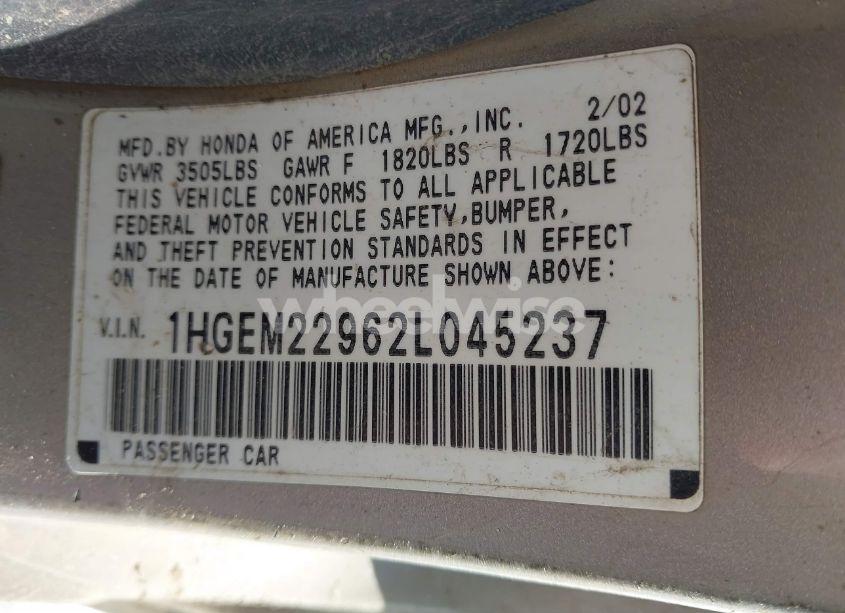 MFD.BY HONDA OF AMERICA MFG.,INC. 2/02
GVWR 3505LBS GAWR F 1820LBS R 1720LBS
THIS VEHICLE CONFORMS TO ALL APPLICABLE
FEDERAL MOTOR VEHICLE SAFETY,BUMPER,
AND THEFT PREVENTION STANDARDS IN EFFECT
ON THE DATE OF MANUFACTURE SHOWN ABOVE:
wheelwise
V.I.N. 1HGEM22962L045237
PASSENGER CAR